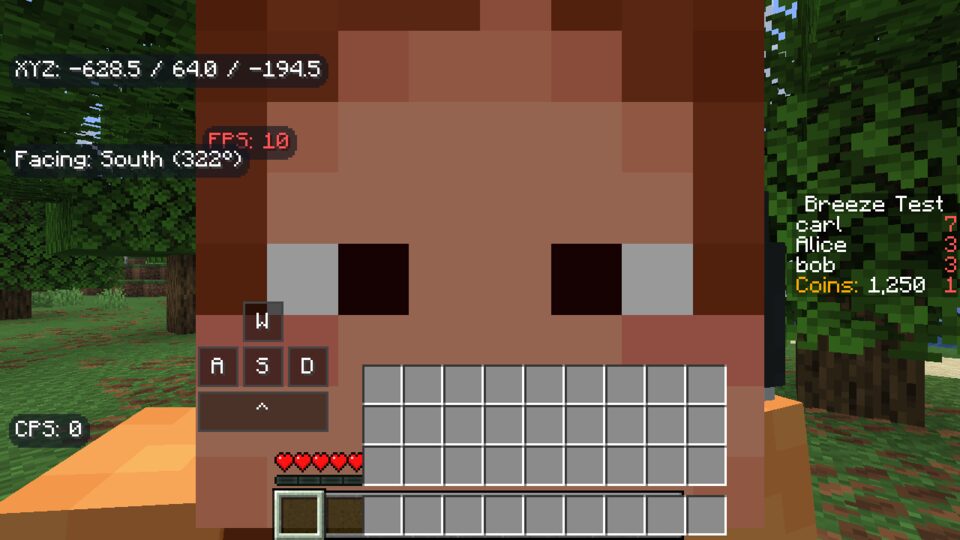 XYZ: -628.5 / 64.0 / -194.5
FPS: 10
Facing: South (322º)
Breeze Test
carl 7
Alice 3
bob 3
Coins: 1,250 1
W
A S D
^
CPS: 0